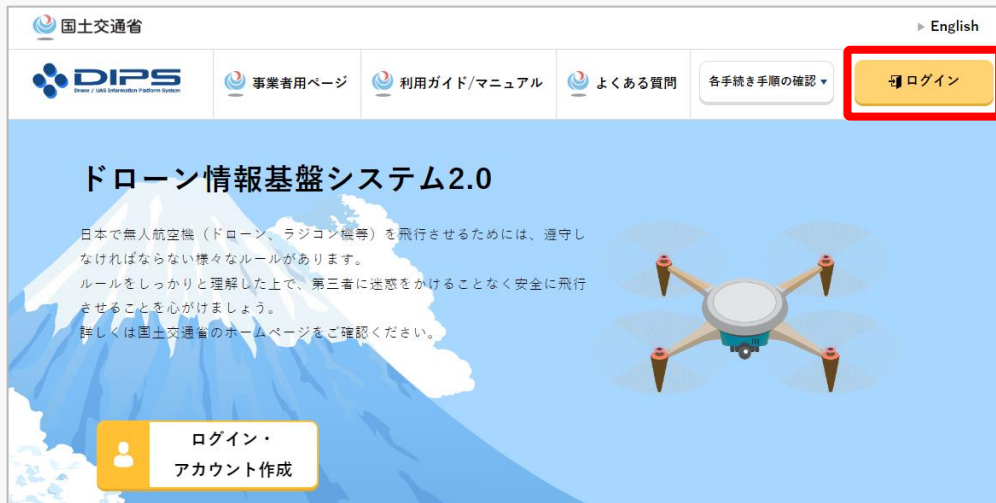 国土交通省
English
DIPS
Drone / UAS Information Platform System
事業者用ページ
利用ガイド/マニュアル
よくある質問
各手続き手順の確認
ログイン
ドローン情報基盤システム2.0
日本で無人航空機（ドローン、ラジコン機等）を飛行させるためには、遵守し
なければならない様々なルールがあります。
ルールをしっかりと理解した上で、第三者に迷惑をかけることなく安全に飛行
させることを心がけましょう。
詳しくは国土交通省のホームページをご確認ください。
ログイン・
アカウント作成